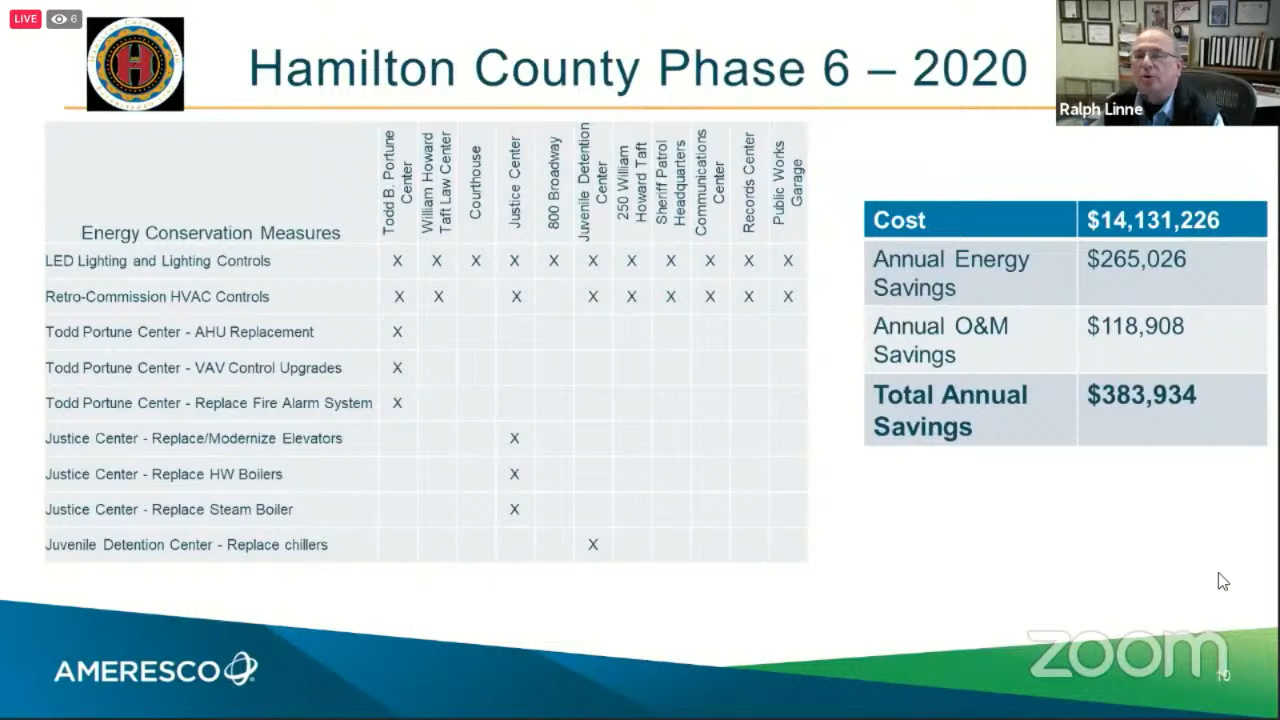 LIVE 6
Hamilton County Phase 6 – 2020
Ralph Linne
Energy Conservation Measures
Todd B. Portune
Center
William Howard
Taft Law Center
Courthouse
Justice Center
800 Broadway
Juvenile Detention
Center
250 William
Howard Taft
Sheriff Patrol
Headquarters
Communications
Center
Records Center
Public Works
Garage
LED Lighting and Lighting Controls X X X X X X X X X X X
Retro-Commission HVAC Controls X X X X X X X X X
Todd Portune Center - AHU Replacement X
Todd Portune Center - VAV Control Upgrades X
Todd Portune Center - Replace Fire Alarm System X
Justice Center - Replace/Modernize Elevators X
Justice Center - Replace HW Boilers X
Justice Center - Replace Steam Boiler X
Juvenile Detention Center - Replace chillers X
Cost $14,131,226
Annual Energy
Savings $265,026
Annual O&M
Savings $118,908
Total Annual
Savings $383,934
AMERESCO
zoom
10